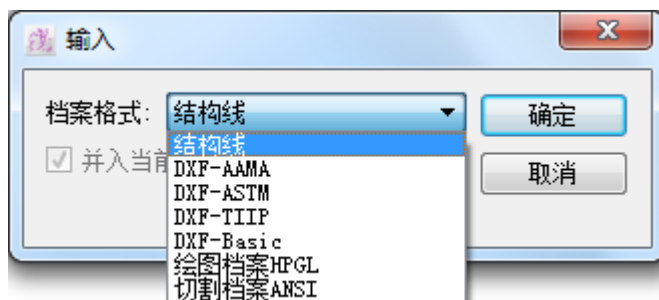 输入
档案格式: 结构线
确定
并入当前
取消
结构线
DXF-AAMA
DXF-ASTM
DXF-TIIP
DXF-Basic
绘图档案HPGL
切割档案ANSI